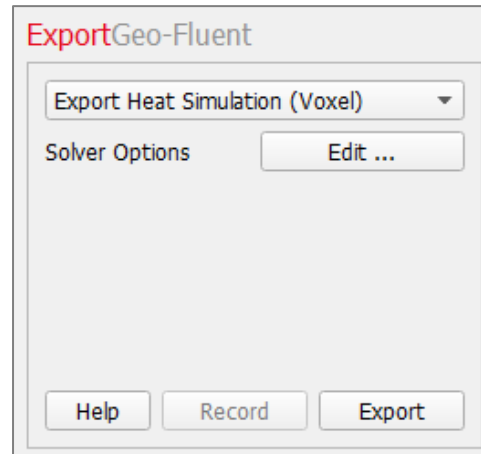 ExportGeo-Fluent
Export Heat Simulation (Voxel)
Solver Options Edit ...
Help Record Export